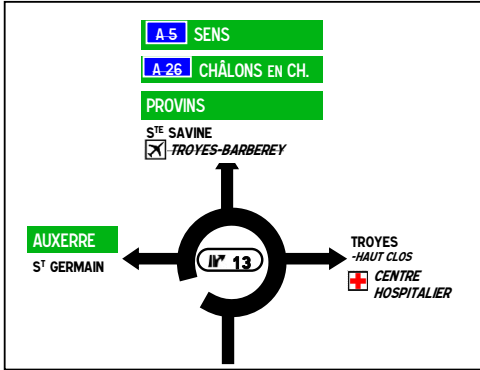 A 5 SENS
A 26 CHÂLONS EN CH.
PROVINS
STE SAVINE
TROYES-BARBEREY
AUXERRE
ST GERMAIN
13
TROYES
-HAUT CLOS
CENTRE
HOSPITALIER